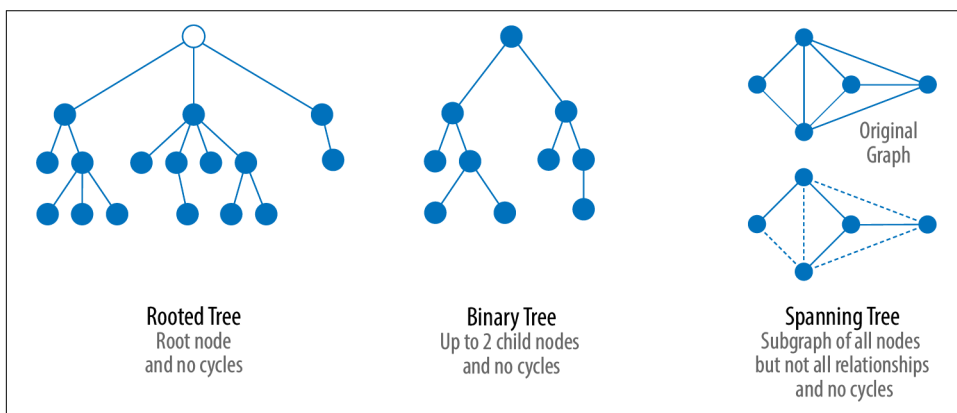 Original
Graph
Rooted Tree
Root node
and no cycles
Binary Tree
Up to 2 child nodes
and no cycles
Spanning Tree
Subgraph of all nodes
but not all relationships
and no cycles